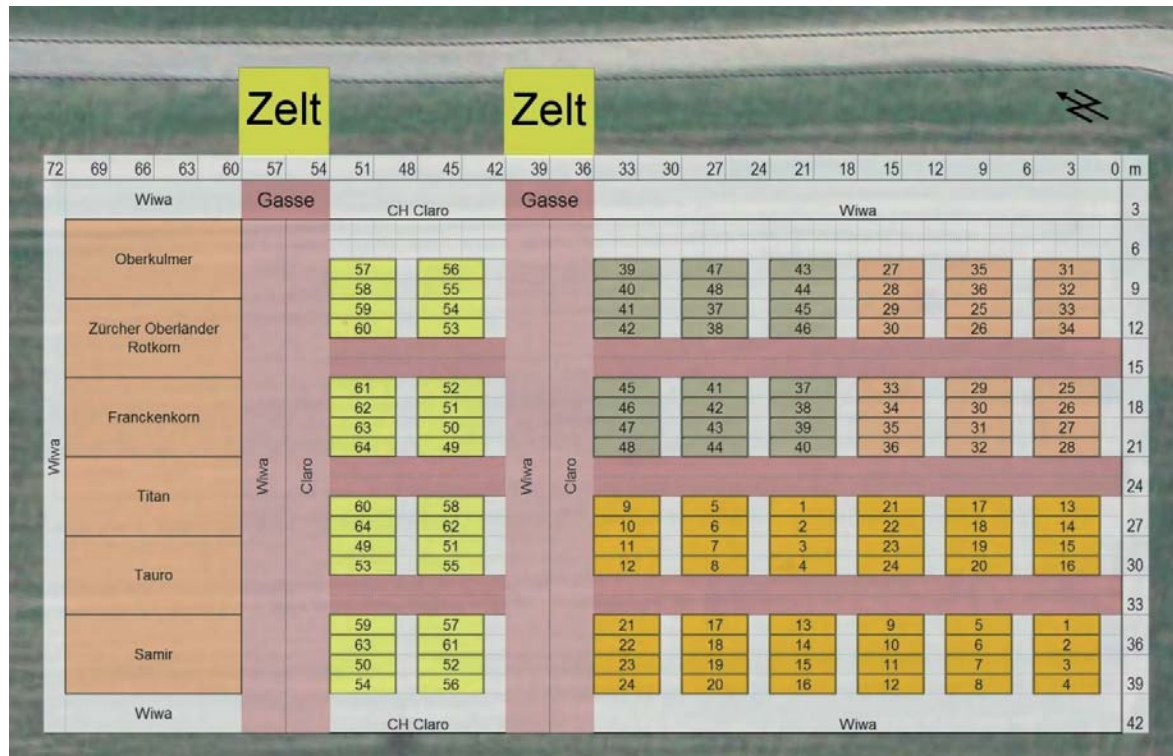 Zelt Zelt
72 69 66 63 60 57 54 51 48 45 42 39 36 33 30 27 24 21 18 15 12 9 6 3 0 m
Wiwa Gasse CH Claro Gasse Wiwa 3
Oberkulmer 6
57 56 39 47 43 27 35 31
58 55 40 48 44 28 36 32 9
59 54 41 37 45 29 25 33
Zürcher Oberländer 60 53 42 38 46 30 26 34 12
Rotkorn
15
61 52 45 41 37 33 29 25
Franckenkorn 62 51 46 42 38 34 30 26 18
63 50 47 43 39 35 31 27
64 49 48 44 40 36 32 28 21
Wiwa Wiwa Claro Wiwa Claro
24
Titan 60 58 9 5 1 21 17 13
64 62 10 6 2 22 18 14 27
49 51 11 7 3 23 19 15
Tauro 53 55 12 8 4 24 20 16 30
33
59 57 21 17 13 9 5 1
Samir 63 61 22 18 14 10 6 2 36
50 52 23 19 15 11 7 3
54 56 24 20 16 12 8 4 39
Wiwa CH Claro Wiwa 42